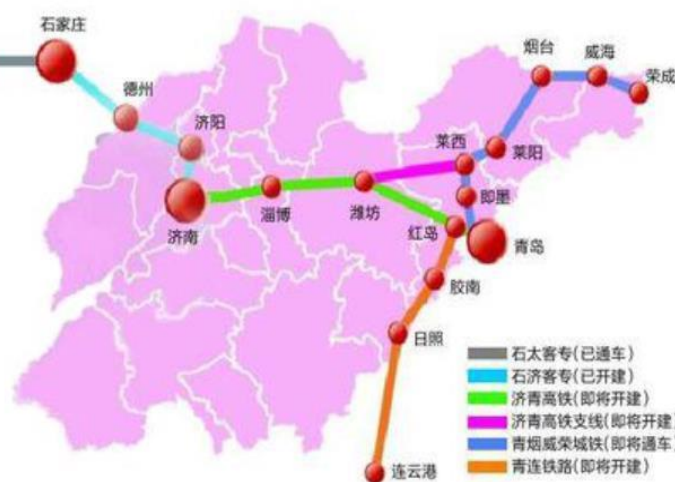 石家庄
德州
济阳
济南
淄博
潍坊
莱西
莱阳
烟台
威海
荣成
即墨
红岛
青岛
胶南
日照
连云港
石太客专(已通车)
石济客专(已开建)
济青高铁(即将开建)
济青高铁支线(即将开建)
青烟威荣城铁(即将通车)
青连铁路(即将开建)